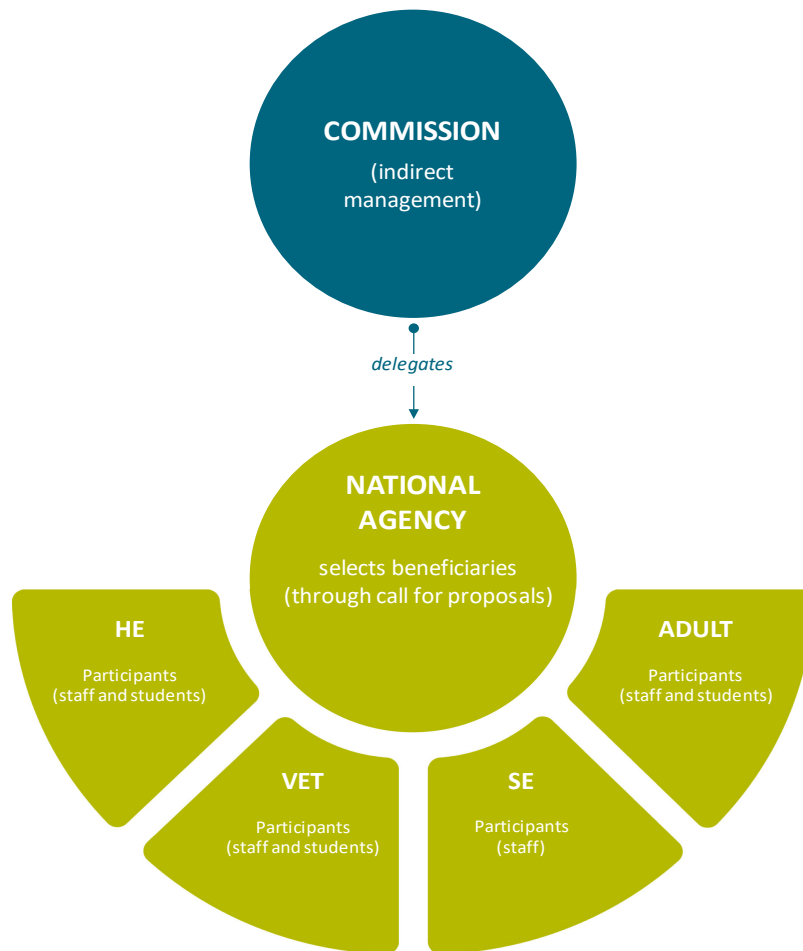 COMMISSION
(indirect
management)
delegates
NATIONAL
AGENCY
selects beneficiaries
(through call for proposals)
HE
Participants
(staff and students)
VET
Participants
(staff and students)
SE
Participants
(staff)
ADULT
Participants
(staff and students)